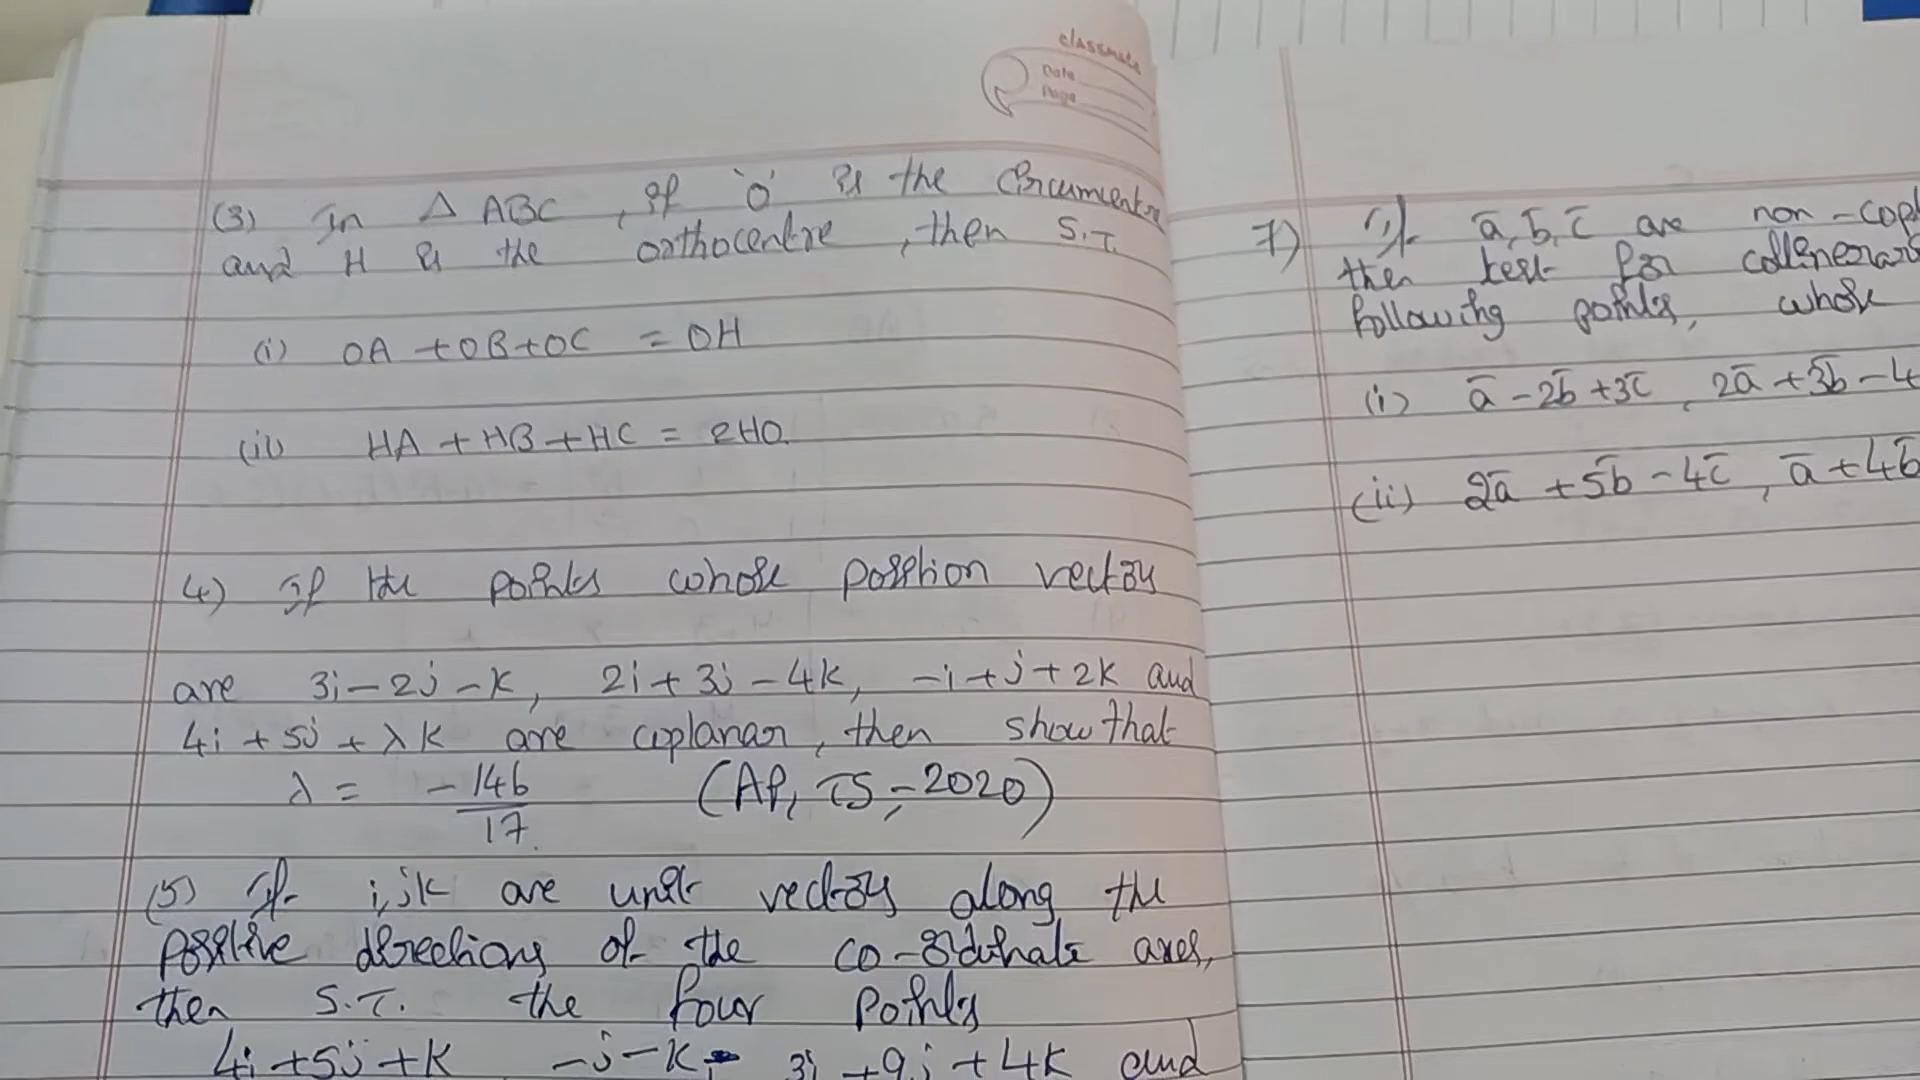 classmate
Date
Page
(3) In Δ ABC, if 'O' is the Circumcentre
and H is the orthocentre, then S.T.
(i) OA + OB + OC = OH
(ii) HA + HB + HC = 2HO.
4) If the points whose position vectors
are 3i - 2j - k, 2i + 3j - 4k, -i + j + 2k and
4i + 5j + λk are coplanar, then show that
λ = -146/17. (AP, TS - 2020)
(5) If i, j, k are unit vectors along the
positive directions of the co-ordinate axes,
then S.T. the four points
4i + 5j + k -j - k, 3i + 9j + 4k and
7) If a̅, b̅, c̅ are non-copl
then test for collinearit
following points, whose
(i) a̅ - 2b̅ + 3c̅, 2a̅ + 3b̅ - 4
(ii) 2a̅ + 5b̅ - 4c̅, a̅ + 4b̅